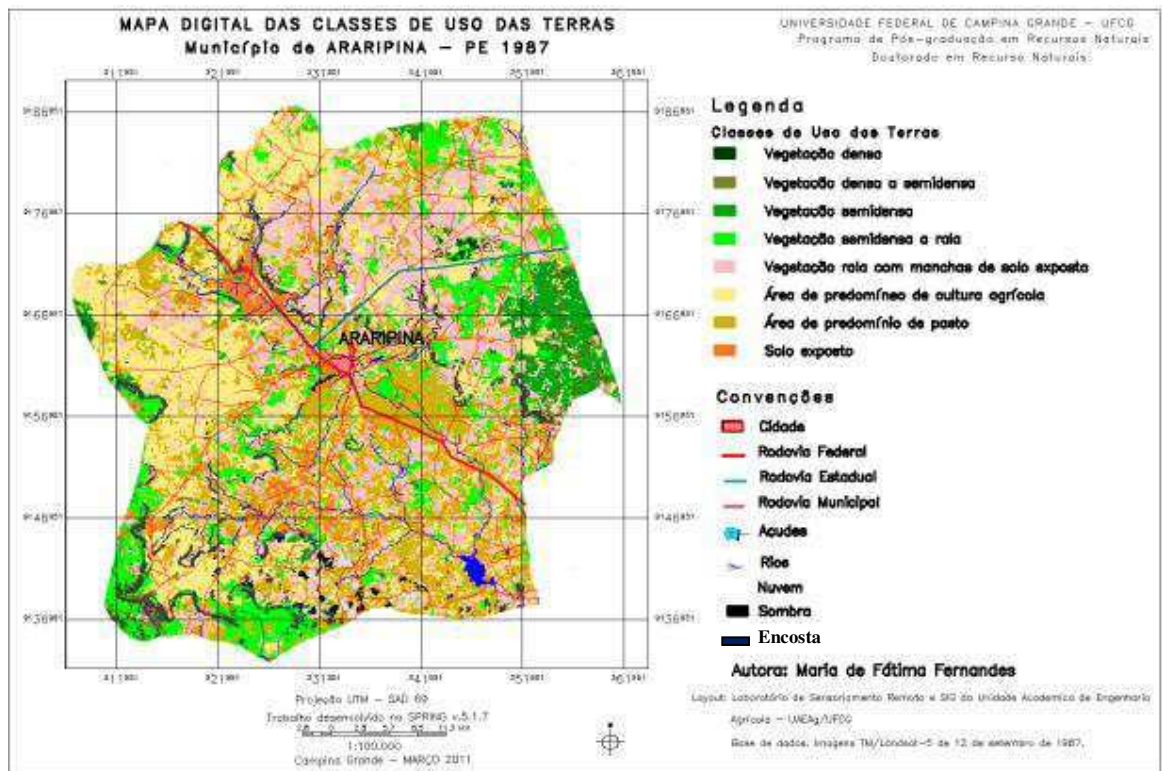 MAPA DIGITAL DAS CLASSES DE USO DAS TERRAS
Município de ARARIPINA – PE 1987
UNIVERSIDADE FEDERAL DE CAMPINA GRANDE – UFCG
Programa de Pós-graduação em Recursos Naturais
Doutorado em Recurso Naturais
ARARIPINA
Legenda
Classes de Uso das Terras
Vegetação densa
Vegetação densa a semidensa
Vegetação semidensa
Vegetação semidensa a rala
Vegetação rala com manchas de solo exposto
Área de predomíneo de cultura agrícola
Área de predomínio de pasto
Solo exposto
Convenções
Cidade
Rodovia Federal
Rodovia Estadual
Rodovia Municipal
Açudes
Rios
Nuvem
Sombra
Encosta
Autora: Maria de Fátima Fernandes
Layout: Laboratório de Sensoriamento Remoto e SIG da Unidade Academica de Engenharia
Agrícola – UAEAg/UFCG
Base de dados: Imagens TM/Landsat-5 de 12 de setembro de 1987.
Projeção UTM – SAD 69
Trabalho desenvolvido no SPRING v.5.1.7
1:100.000
Campina Grande – MARÇO 2011